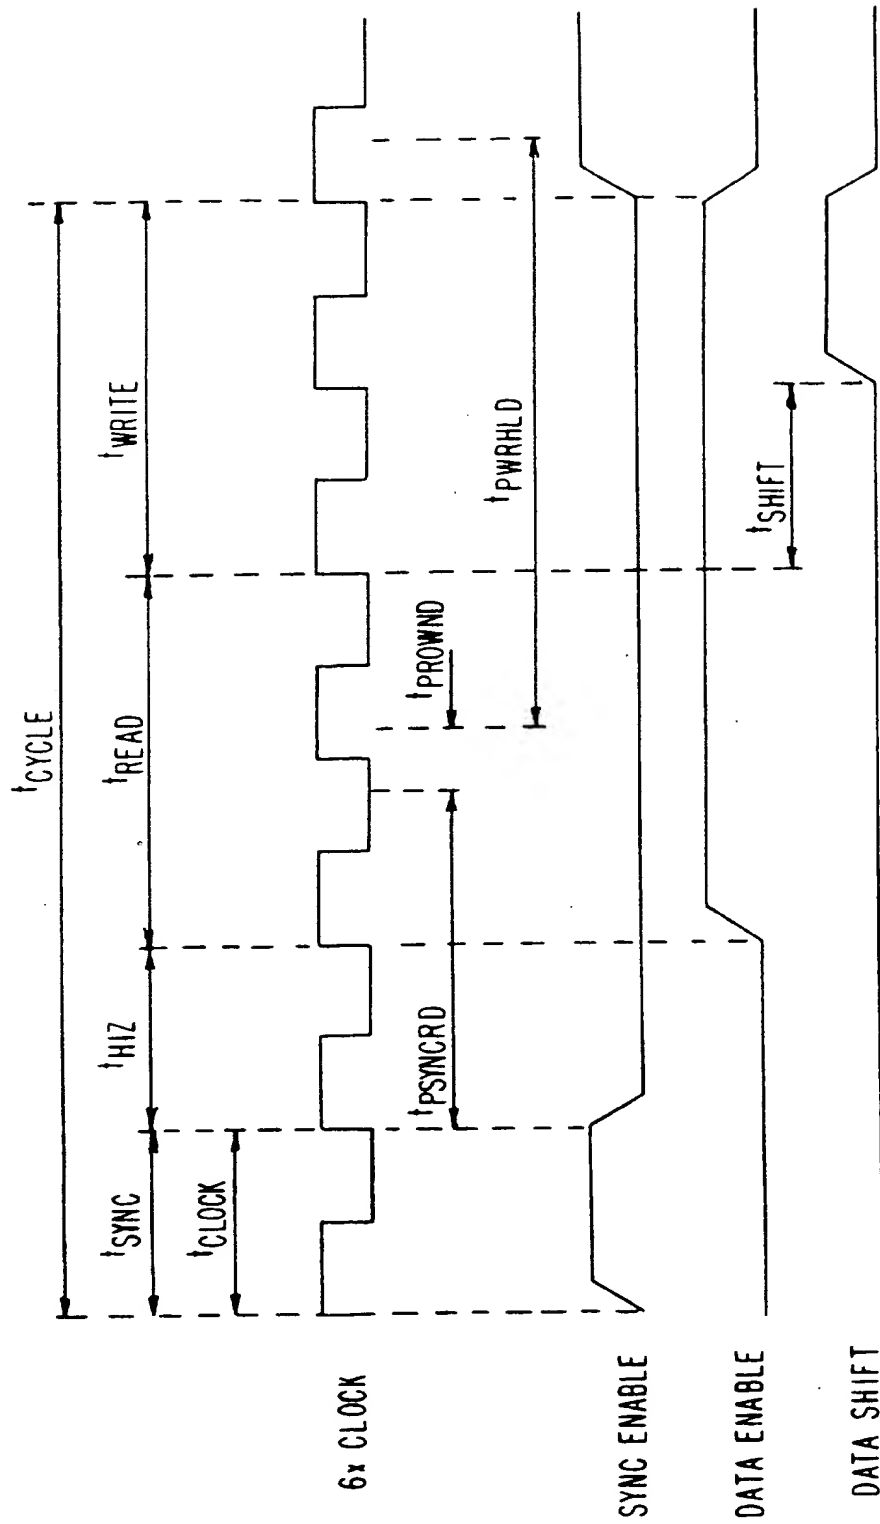 tCYCLE
tSYNC
tHIZ
tREAD
tWRITE
tCLOCK
6x CLOCK
tPSYNCRD
tPROWND
tPWRHLD
SYNC ENABLE
DATA ENABLE
tSHIFT
DATA SHIFT